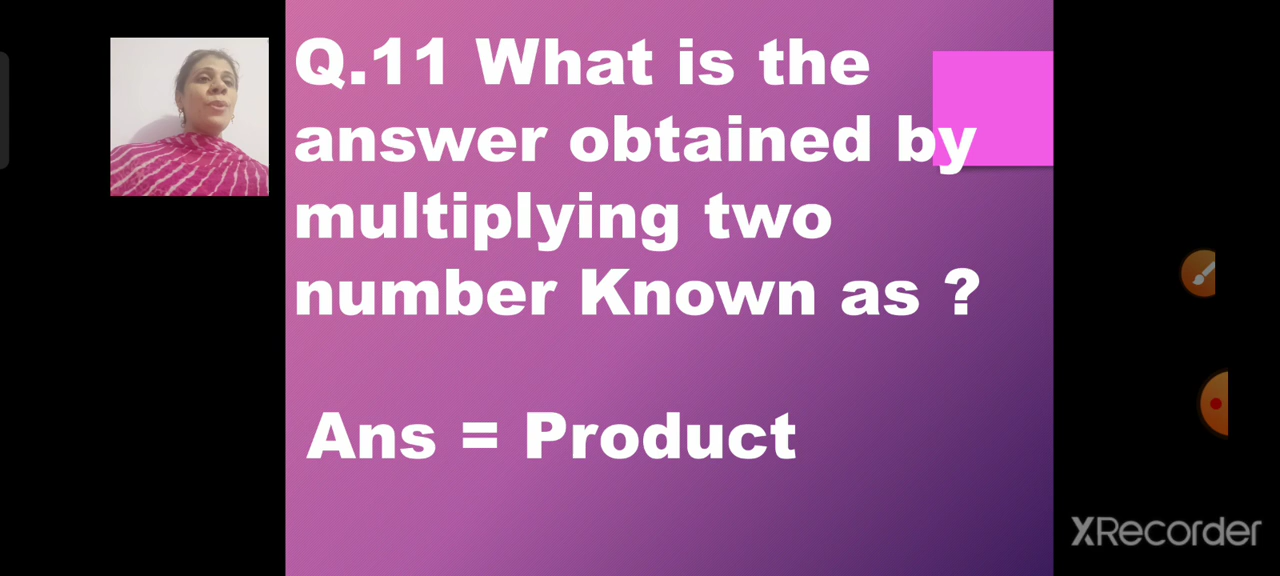 Q.11 What is the
answer obtained by
multiplying two
number Known as ?
Ans = Product
XRecorder